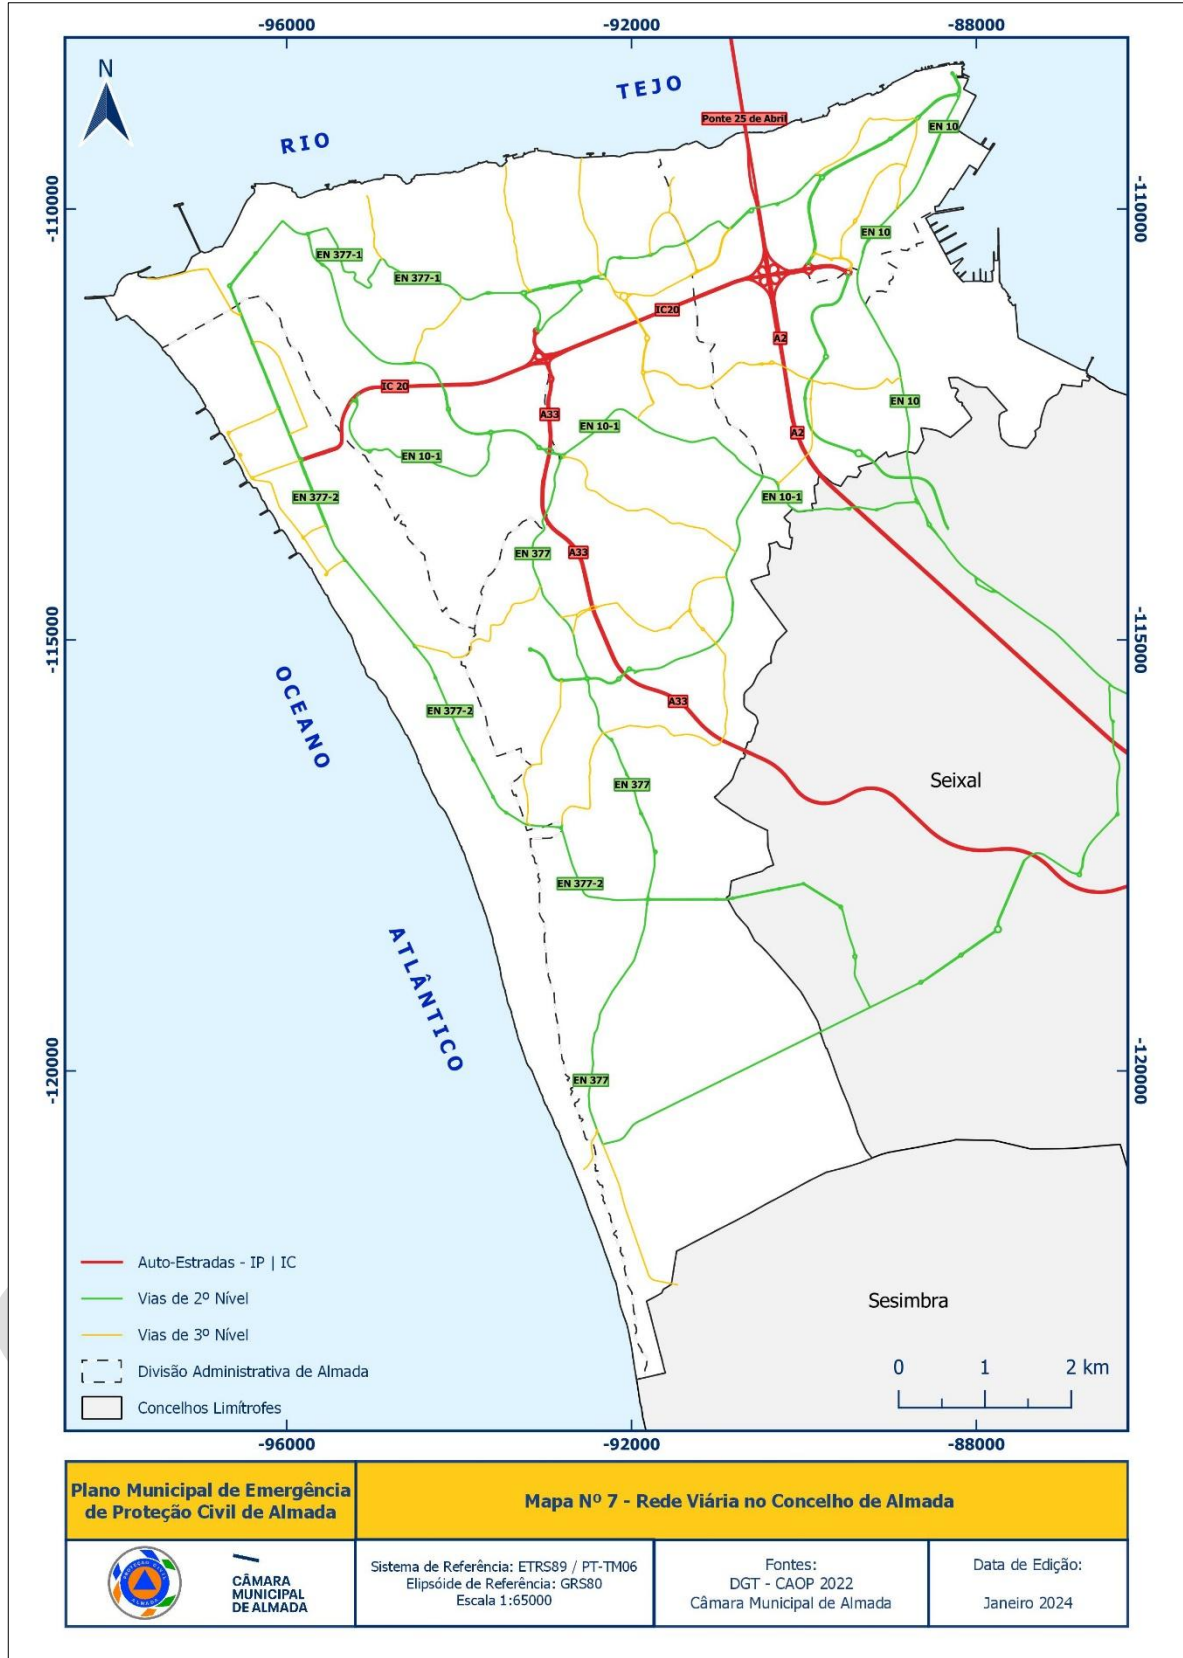 -96000
-92000
-88000
N
RIO
TEJO
Ponte 25 de Abril
EN 10
-110000
-110000
EN 377-1
EN 377-1
EN 10
IC20
A2
IC 20
A33
EN 10-1
EN 10
A2
EN 10-1
EN 377-2
EN 10-1
EN 377
A33
-115000
-115000
OCEANO
EN 377-2
A33
EN 377
Seixal
EN 377-2
ATLÂNTICO
-120000
-120000
EN 377
Auto-Estradas - IP | IC
Vias de 2º Nível
Vias de 3º Nível
Divisão Administrativa de Almada
Concelhos Limítrofes
Sesimbra
0 1 2 km
-96000
-92000
-88000
Plano Municipal de Emergência
de Proteção Civil de Almada
Mapa Nº 7 - Rede Viária no Concelho de Almada
PROTEÇÃO CIVIL
ALMADA
CÂMARA
MUNICIPAL
DE ALMADA
Sistema de Referência: ETRS89 / PT-TM06
Elipsóide de Referência: GRS80
Escala 1:65000
Fontes:
DGT - CAOP 2022
Câmara Municipal de Almada
Data de Edição:
Janeiro 2024